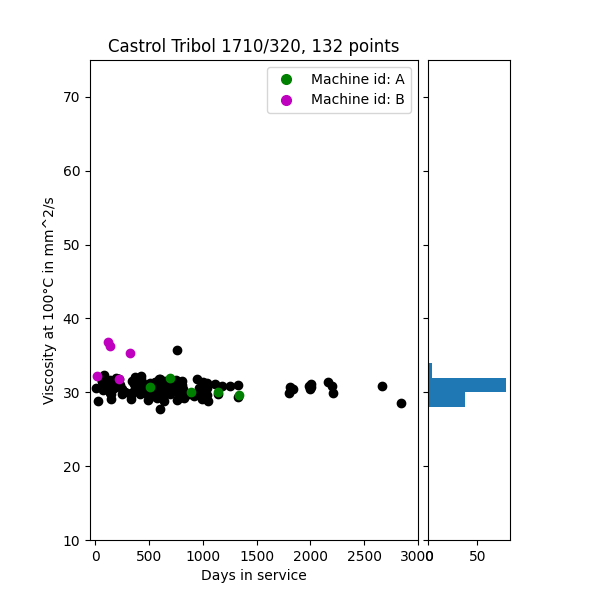 Castrol Tribol 1710/320, 132 points
Machine id: A
Machine id: B
Viscosity at 100°C in mm^2/s
70
60
50
40
30
20
10
0 500 1000 1500 2000 2500 3000
0 50
Days in service